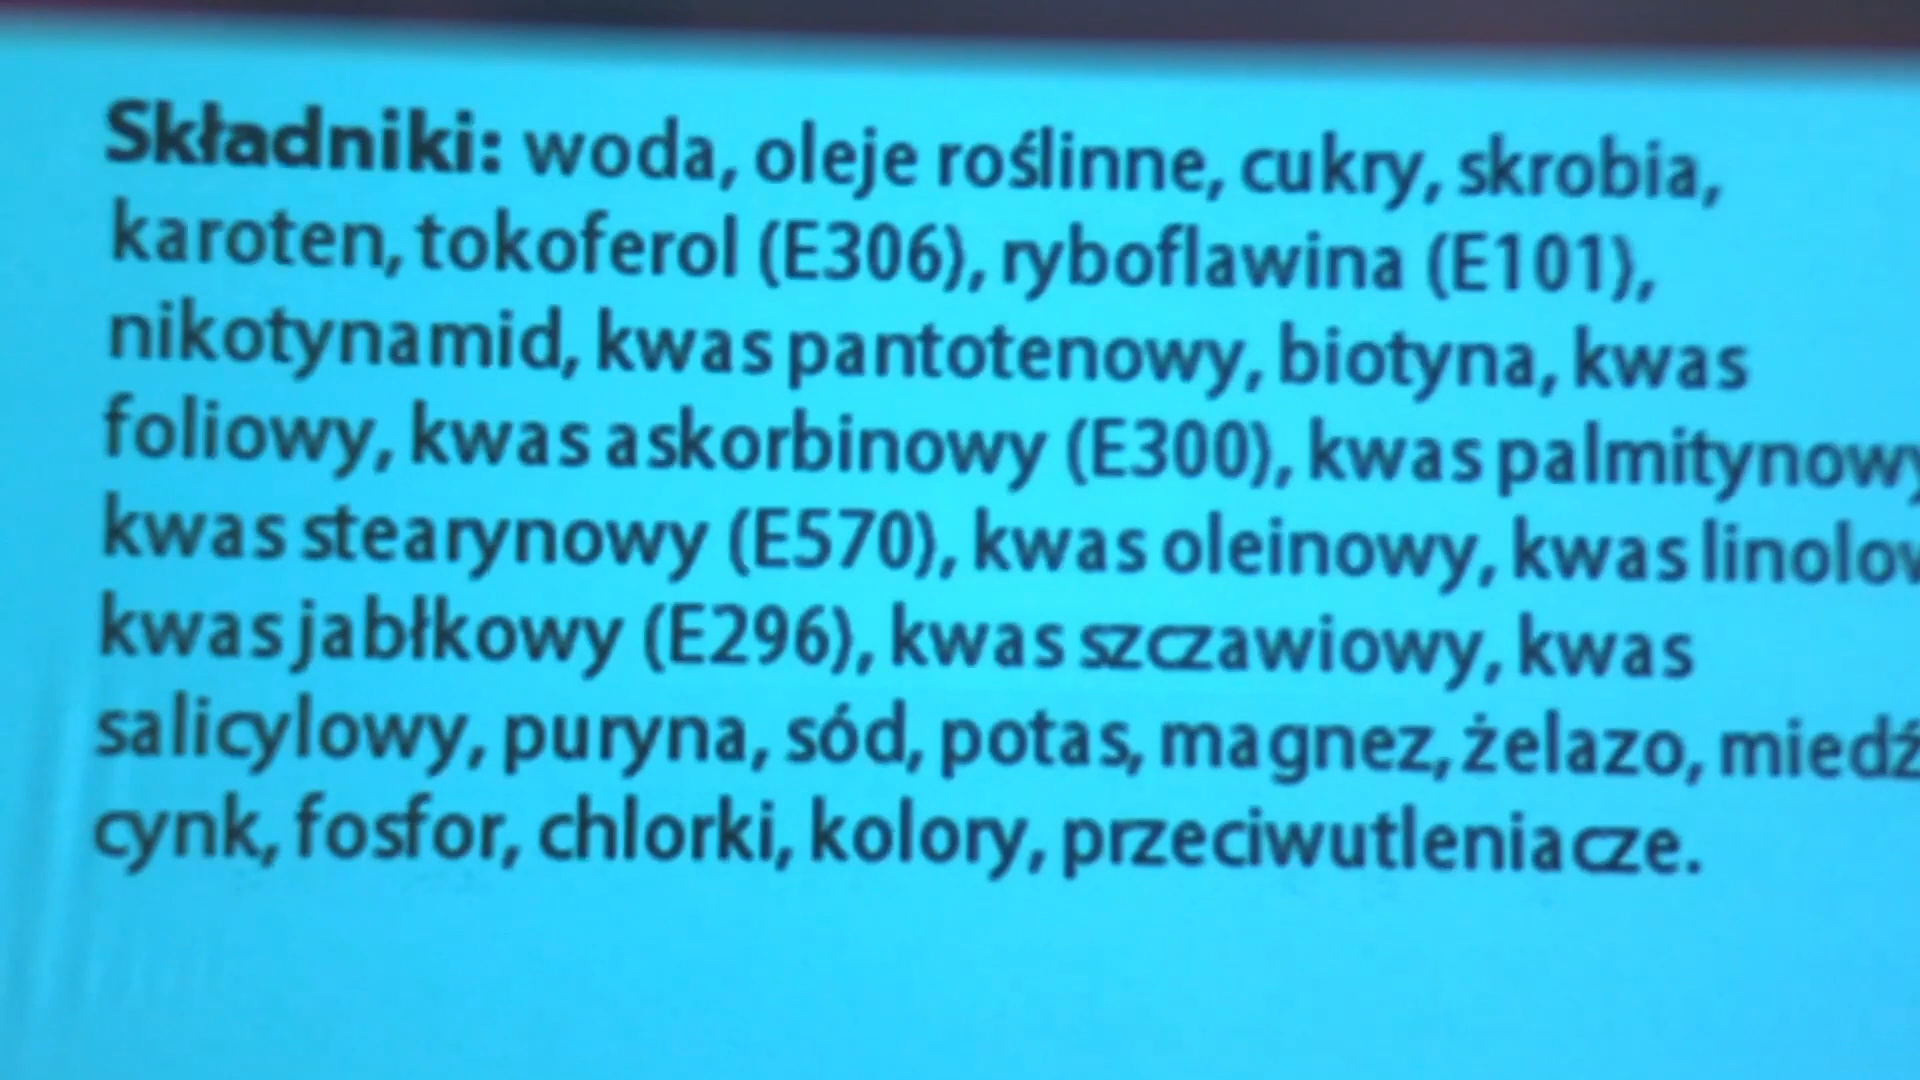 Składniki: woda, oleje roślinne, cukry, skrobia,
karoten, tokoferol (E306), ryboflawina (E101),
nikotynamid, kwas pantotenowy, biotyna, kwas
foliowy, kwas askorbinowy (E300), kwas palmitynowy
kwas stearynowy (E570), kwas oleinowy, kwas
kwas jabłkowy (E296), kwas szczawiowy, kwas
salicylowy, puryna, sód, potas, magnez, żelazo, miedź
cynk, fosfor, chlorki, kolory, przeciwutleniacze.